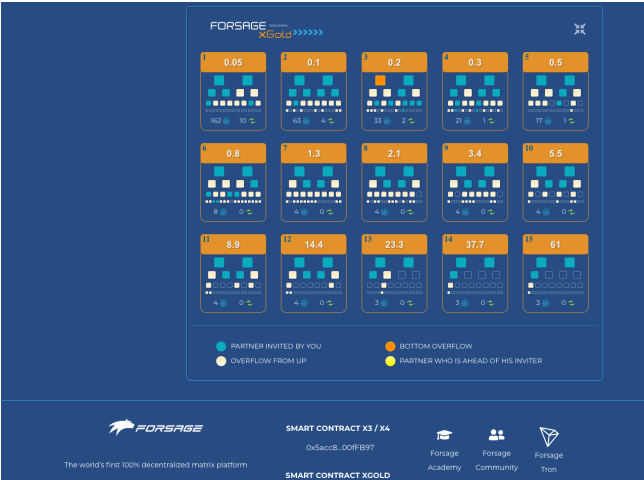 FORSAGE
xGold
1 0.05
2 0.1
3 0.2
4 0.3
5 0.5
162 10
63 4
33 2
21 1
17 1
6 0.8
7 1.3
8 2.1
9 3.4
10 5.5
8 0
4 0
4 0
4 0
4 0
11 8.9
12 14.4
13 23.3
14 37.7
15 61
4 0
4 0
3 0
3 0
3 0
PARTNER INVITED BY YOU
BOTTOM OVERFLOW
OVERFLOW FROM UP
PARTNER WHO IS AHEAD OF HIS INVITER
FORSAGE
The world's first 100% decentralized matrix platform
SMART CONTRACT X3 / X4
0x5acc8...00fFB97
SMART CONTRACT XGOLD
Forsage
Academy
Forsage
Community
Forsage
Tron